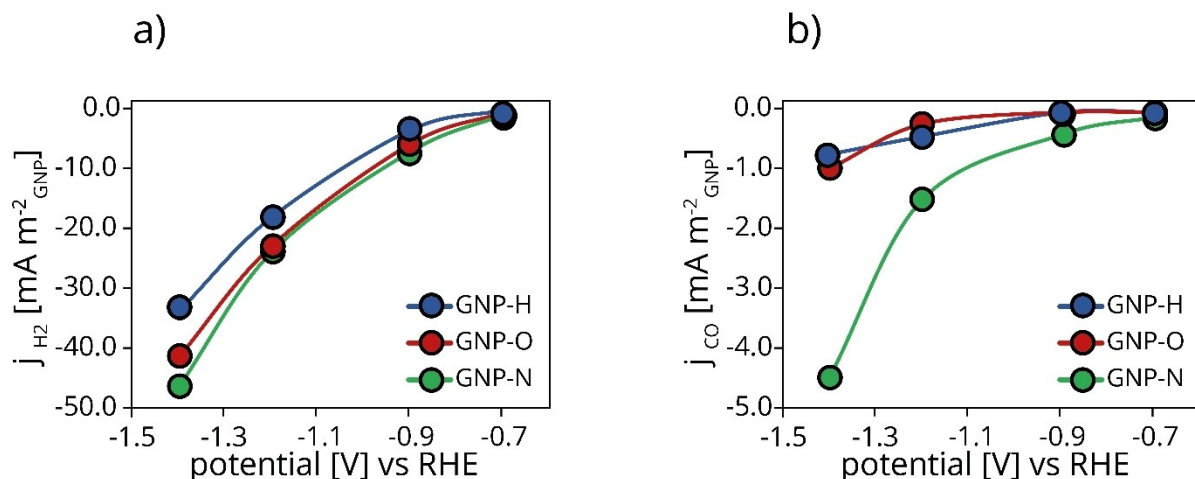 a)
j H2 [mA m-2 GNP]
0.0
-10.0
-20.0
-30.0
-40.0
-50.0
GNP-H
GNP-O
GNP-N
-1.5 -1.3 -1.1 -0.9 -0.7
potential [V] vs RHE
b)
j CO [mA m-2 GNP]
0.0
-1.0
-2.0
-3.0
-4.0
-5.0
GNP-H
GNP-O
GNP-N
-1.5 -1.3 -1.1 -0.9 -0.7
potential [V] vs RHE